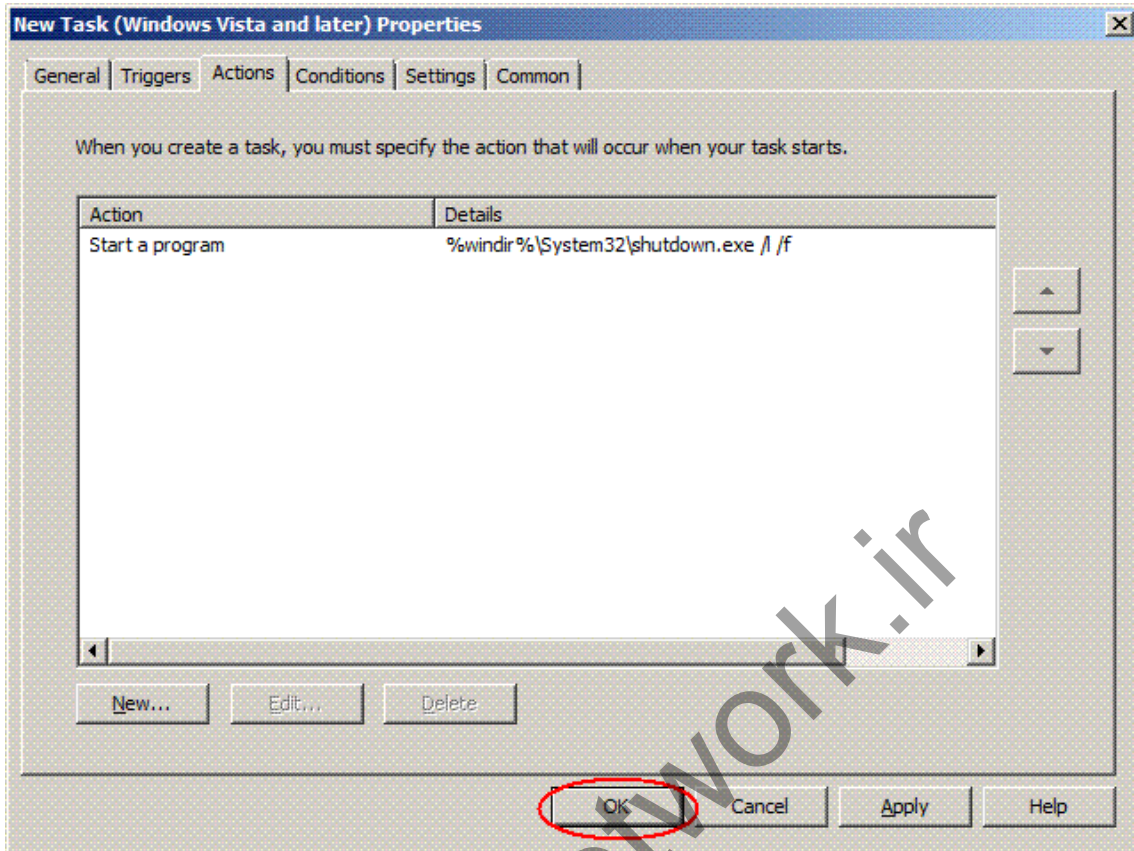 New Task (Windows Vista and later) Properties
General Triggers Actions Conditions Settings Common
When you create a task, you must specify the action that will occur when your task starts.
Action Details
Start a program %windir%\System32\shutdown.exe /l /f
New... Edit... Delete
OK Cancel Apply Help
twork.ir